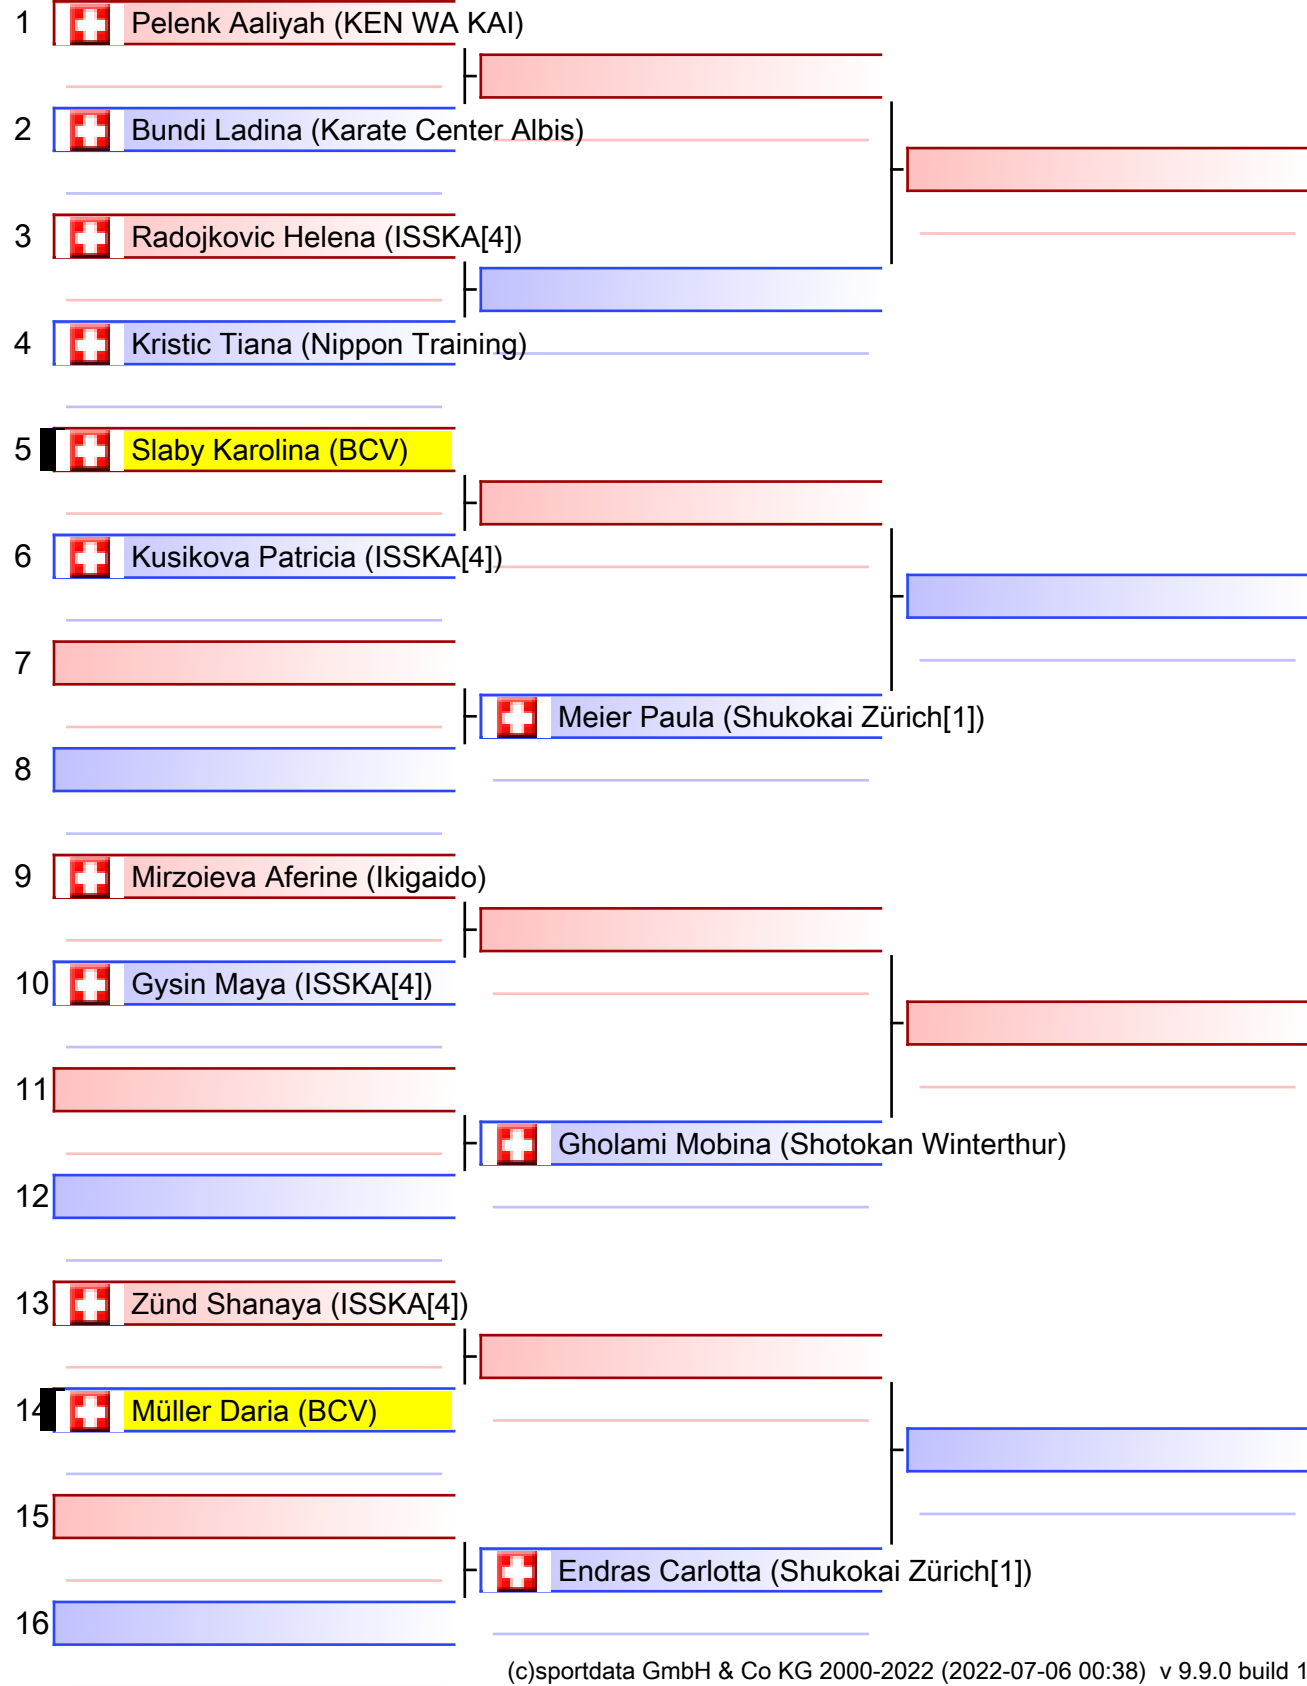 1 Pelenk Aaliyah (KEN WA KAI)
2 Bundi Ladina (Karate Center Albis)
3 Radojkovic Helena (ISSKA[4])
4 Kristic Tiana (Nippon Training)
5 Slaby Karolina (BCV)
6 Kusikova Patricia (ISSKA[4])
7
Meier Paula (Shukokai Zürich[1])
8
9 Mirzoieva Aferine (Ikigaido)
10 Gysin Maya (ISSKA[4])
11
Gholami Mobina (Shotokan Winterthur)
12
13 Zünd Shanaya (ISSKA[4])
14 Müller Daria (BCV)
15
Endras Carlotta (Shukokai Zürich[1])
16
(c)sportdata GmbH & Co KG 2000-2022 (2022-07-06 00:38) v 9.9.0 build 1